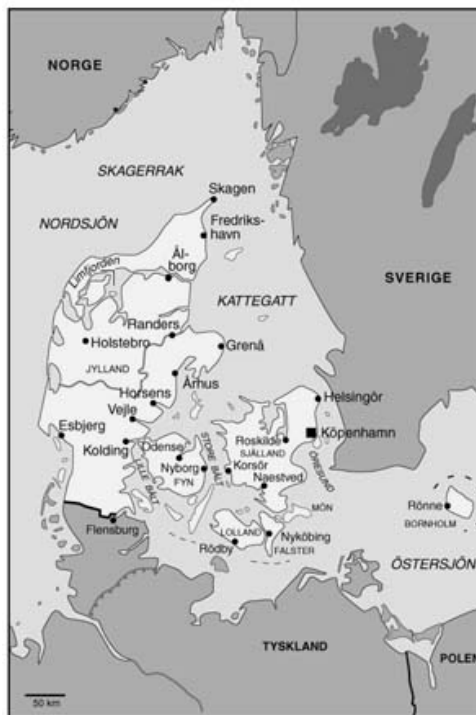 NORGE
SKAGERRAK
Skagen
NORDSJÖN
Fredriks-
havn
Limfjorden
Ål-
borg
SVERIGE
KATTEGATT
Randers
Holstebro
Grenå
JYLLAND
Århus
Horsens
Helsingör
Vejle
Esbjerg
Köpenhamn
Kolding
Odense
Roskilde
SJÄLLAND
LILLE BÄLT
STORE BÄLT
ÖRESUND
Nyborg
Korsör
FYN
Naestved
MÖN
Rönne
BORNHOLM
Flensburg
LOLLAND
Nyköbing
FALSTER
Rödby
ÖSTERSJÖN
TYSKLAND
POLEN
50 km